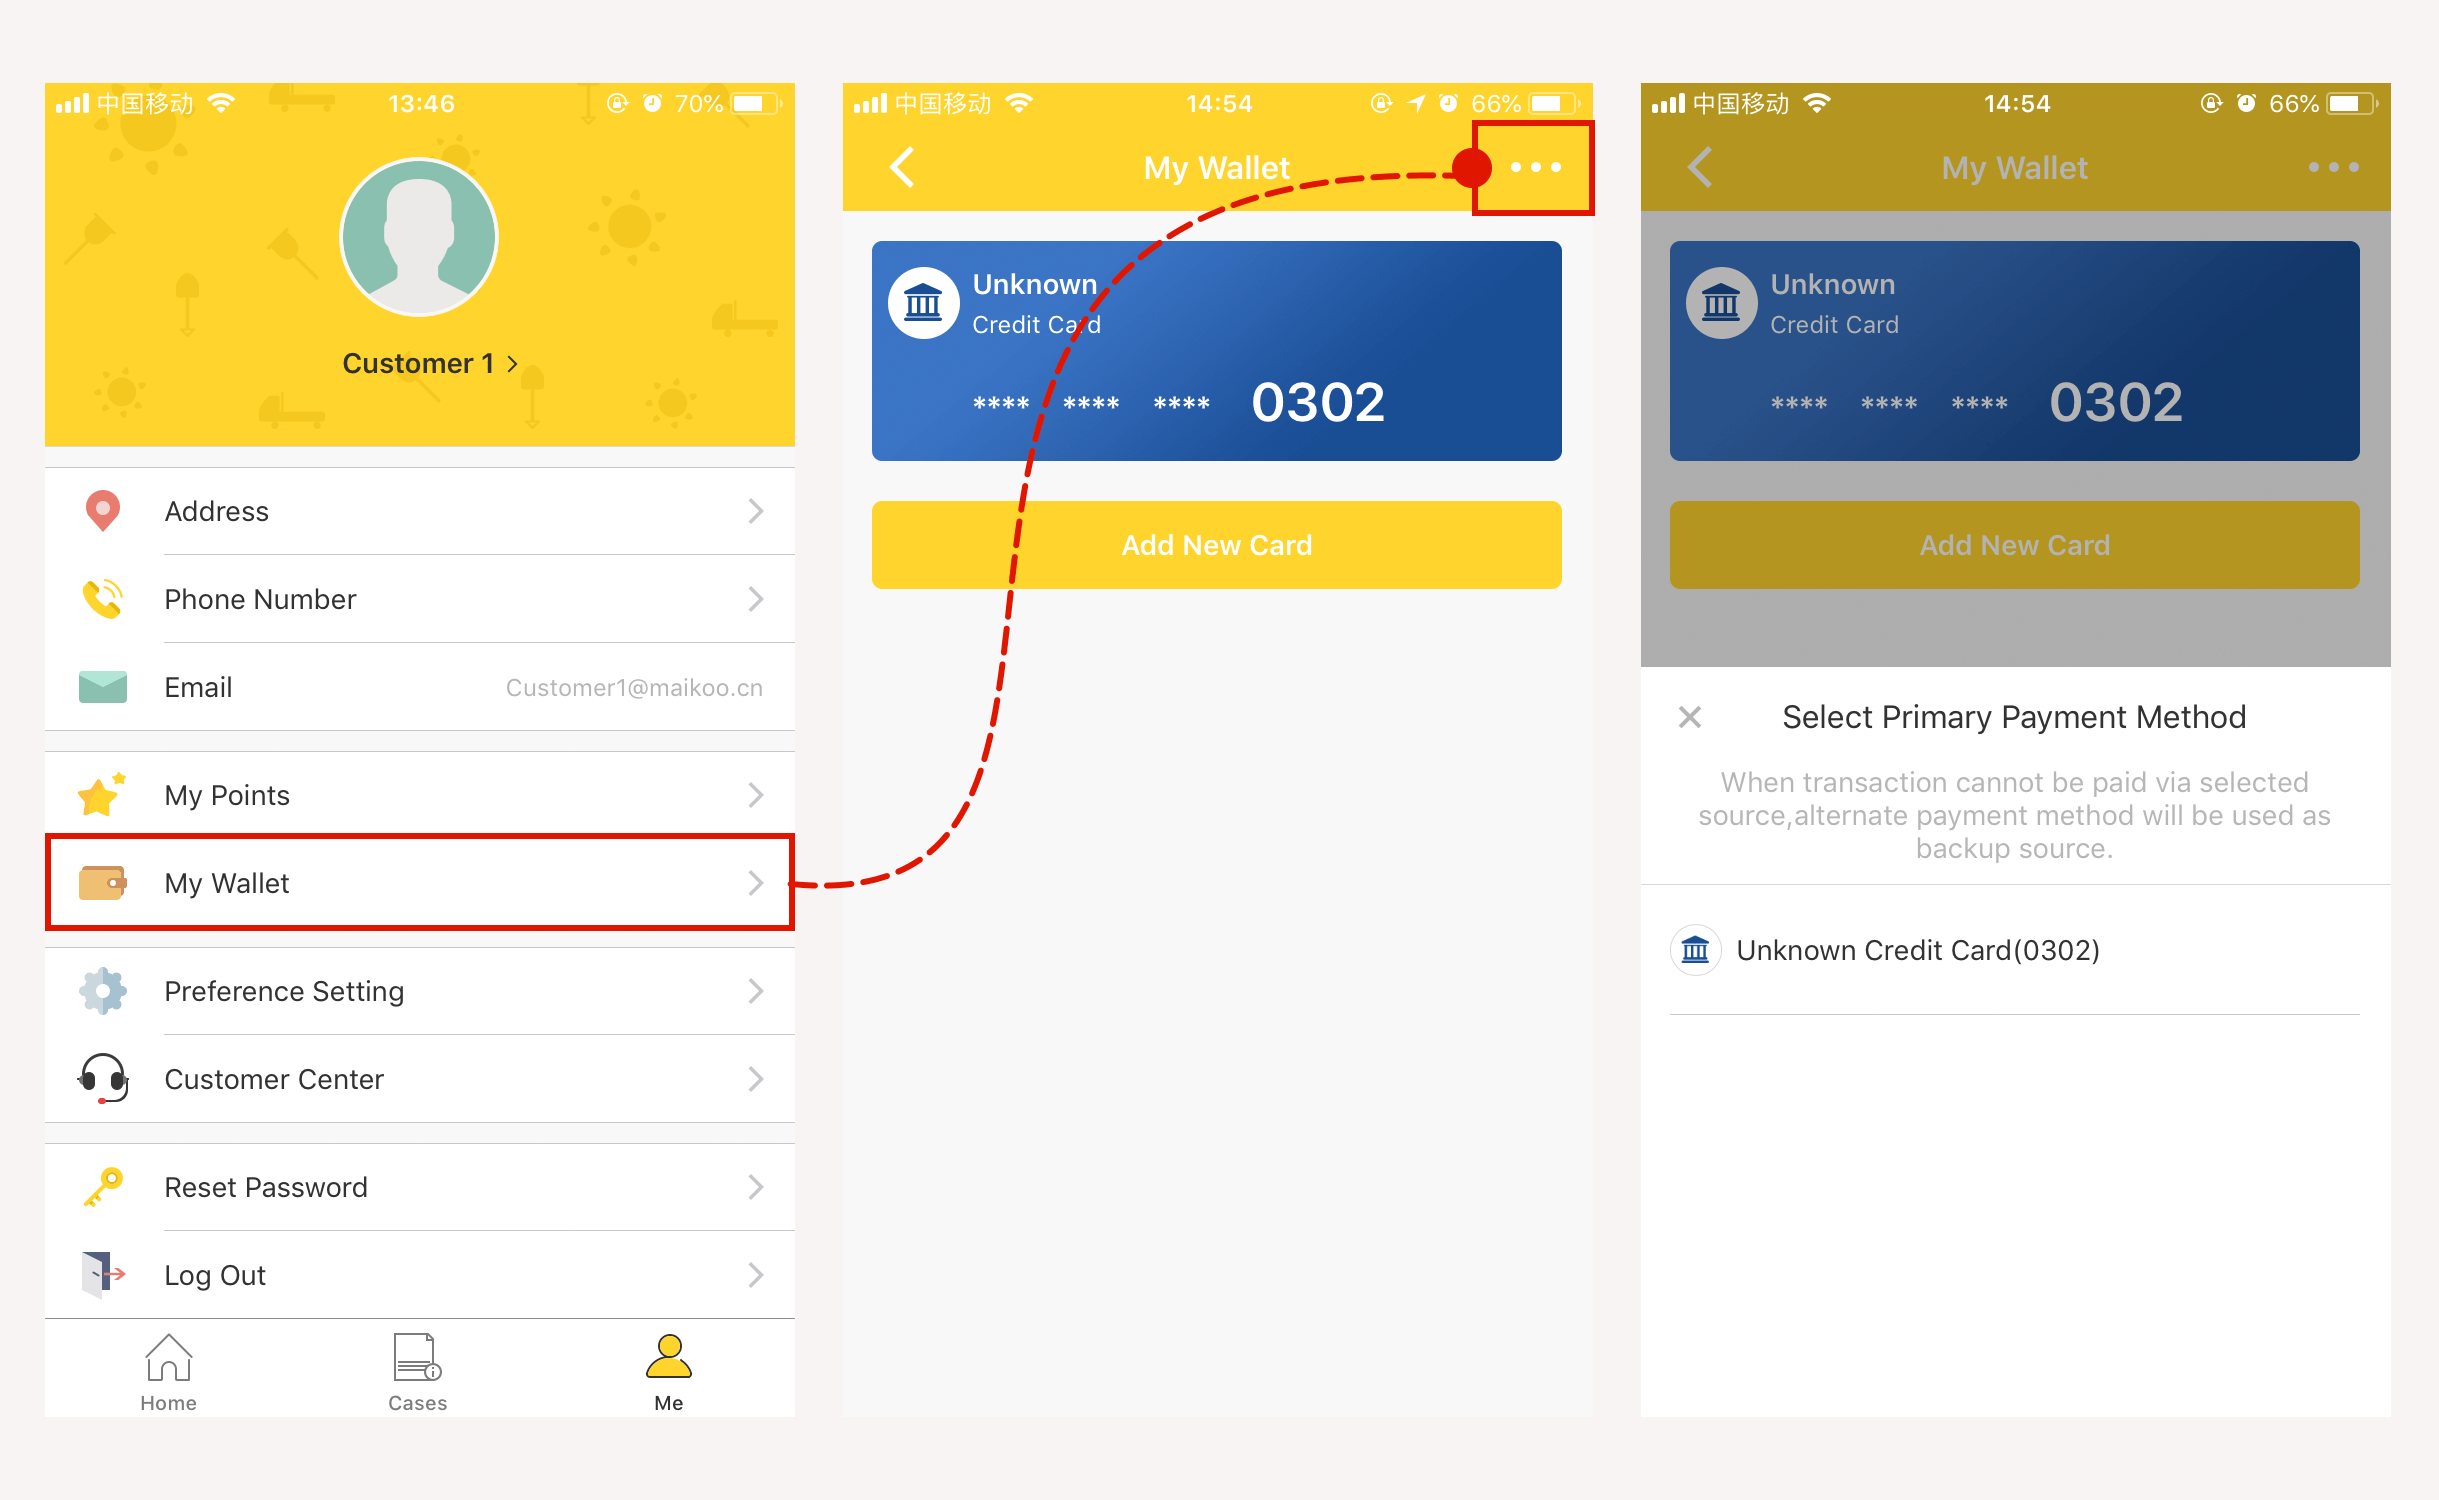 中国移动 13:46 70%
Customer 1 >
Address
Phone Number
Email Customer1@maikoo.cn
My Points
My Wallet
Preference Setting
Customer Center
Reset Password
Log Out
Home Cases Me
中国移动 14:54 66%
My Wallet
Unknown
Credit Card
**** **** **** 0302
Add New Card
中国移动 14:54 66%
My Wallet
Unknown
Credit Card
**** **** **** 0302
Add New Card
Select Primary Payment Method
When transaction cannot be paid via selected
source,alternate payment method will be used as
backup source.
Unknown Credit Card(0302)